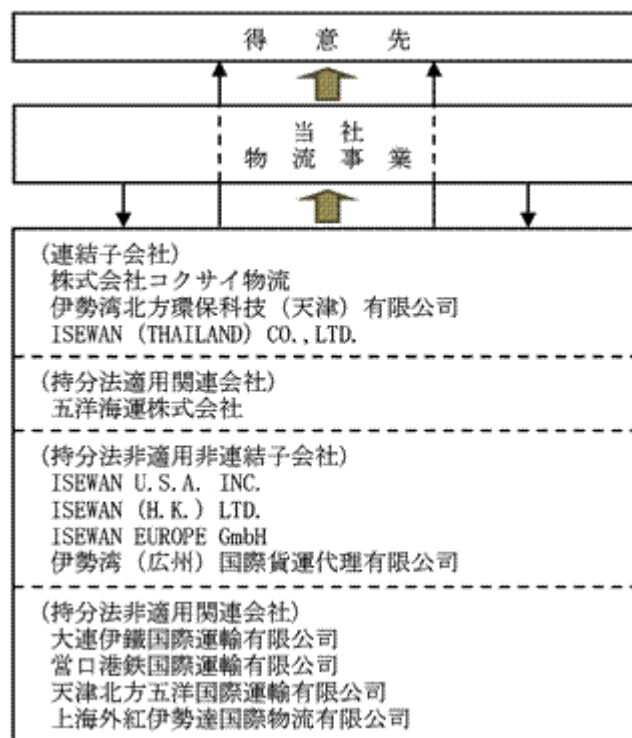 得意先
当社
物流事業
(連結子会社)
株式会社コクサイ物流
伊勢湾北方環保科技（天津）有限公司
ISEWAN (THAILAND) CO.,LTD.
(持分法適用関連会社)
五洋海運株式会社
(持分法非適用非連結子会社)
ISEWAN U.S.A. INC.
ISEWAN (H.K.) LTD.
ISEWAN EUROPE GmbH
伊勢湾（広州）国際貨運代理有限公司
(持分法非適用関連会社)
大連伊鐵国際運輸有限公司
営口港鉄国際運輸有限公司
天津北方五洋国際運輸有限公司
上海外紅伊勢達国際物流有限公司